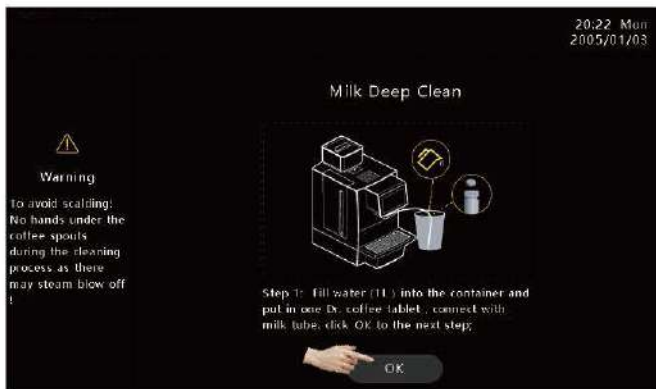 20:22 Mon
2005/01/03
Milk Deep Clean
Warning
To avoid scalding:
No hands under the
coffee spouts
during the cleaning
process as there
may steam blow off
!
Step 1: Fill water (1L) into the container and
put in one Dr. coffee tablet , connect with
milk tube, click OK to the next step;
OK